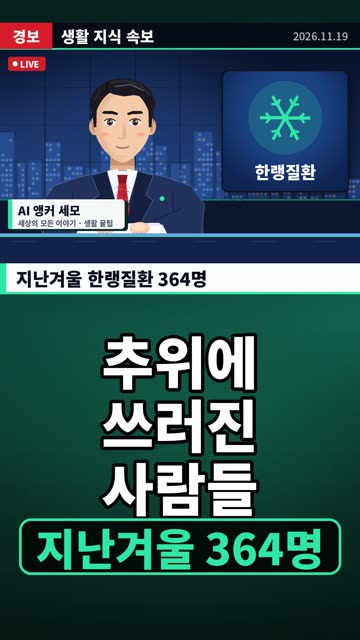 경보 생활 지식 속보 2026.11.19
LIVE
한랭질환
AI 앵커 세모
세상의 모든 이야기 · 생활 꿀팁
지난겨울 한랭질환 364명
추위에
쓰러진
사람들
지난겨울 364명